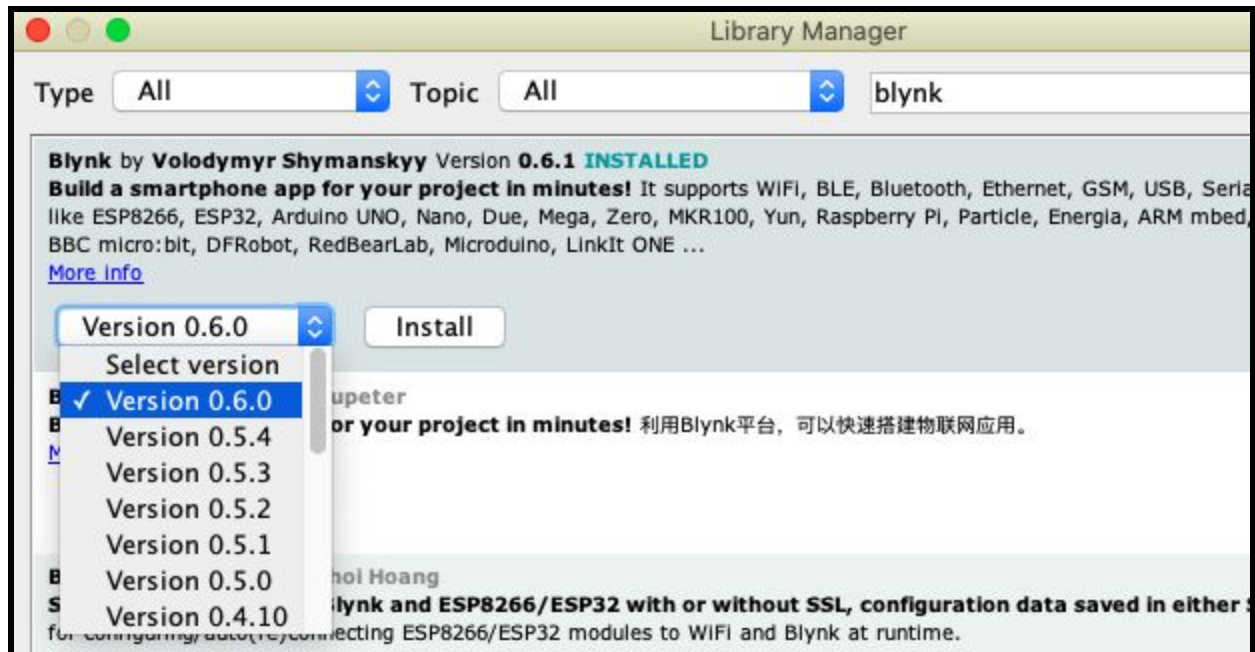 Library Manager
Type All Topic All blynk
Blynk by Volodymyr Shymanskyy Version 0.6.1 INSTALLED
Build a smartphone app for your project in minutes! It supports WiFi, BLE, Bluetooth, Ethernet, GSM, USB,
like ESP8266, ESP32, Arduino UNO, Nano, Due, Mega, Zero, MKR100, Yun, Raspberry Pi, Particle, Energia, ARM mbed,
BBC micro:bit, DFRobot, RedBearLab, Microduino, LinkIt ONE ...
More info
Version 0.6.0 Install
Select version
✓ Version 0.6.0
upeter
or your project in minutes! 利用Blynk平台，可以快速搭建物联网应用。
Version 0.5.4
Version 0.5.3
Version 0.5.2
Version 0.5.1
Version 0.5.0
hoi Hoang
Version 0.4.10
lynk and ESP8266/ESP32 with or without SSL, configuration data saved in either
necting ESP8266/ESP32 modules to WiFi and Blynk at runtime.